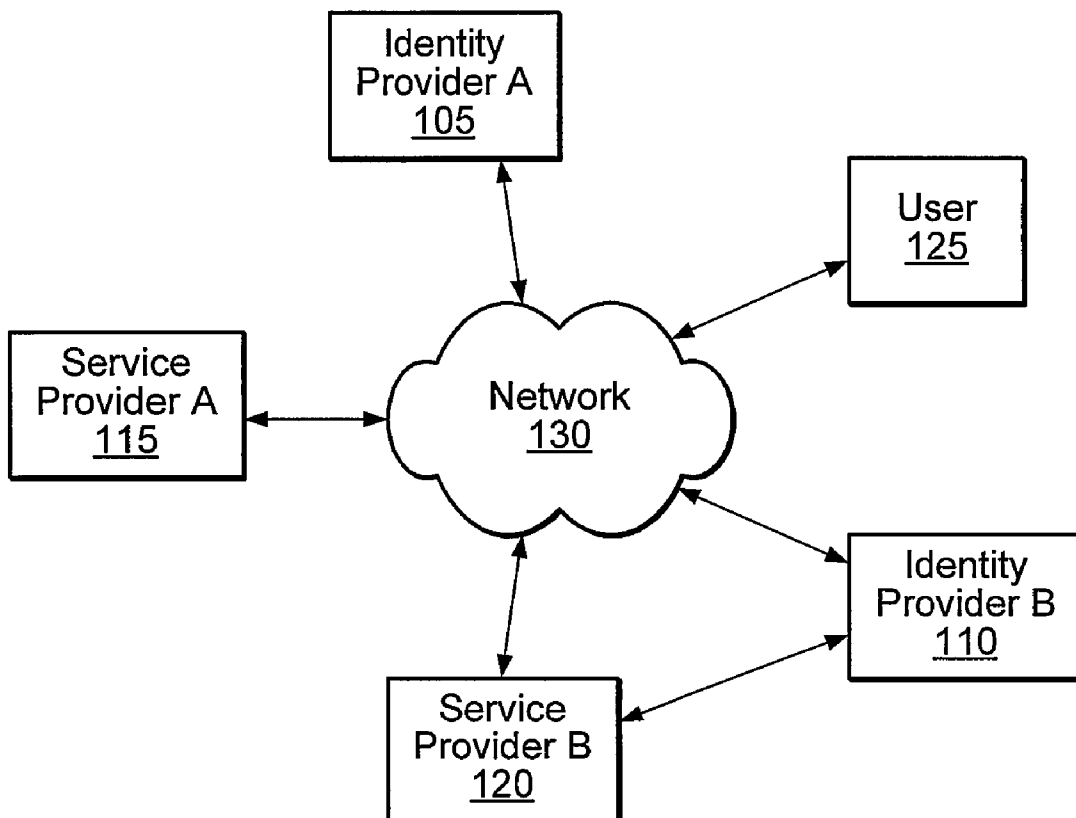 Identity
Provider A
105
User
125
Service
Provider A
115
Network
130
Identity
Provider B
110
Service
Provider B
120